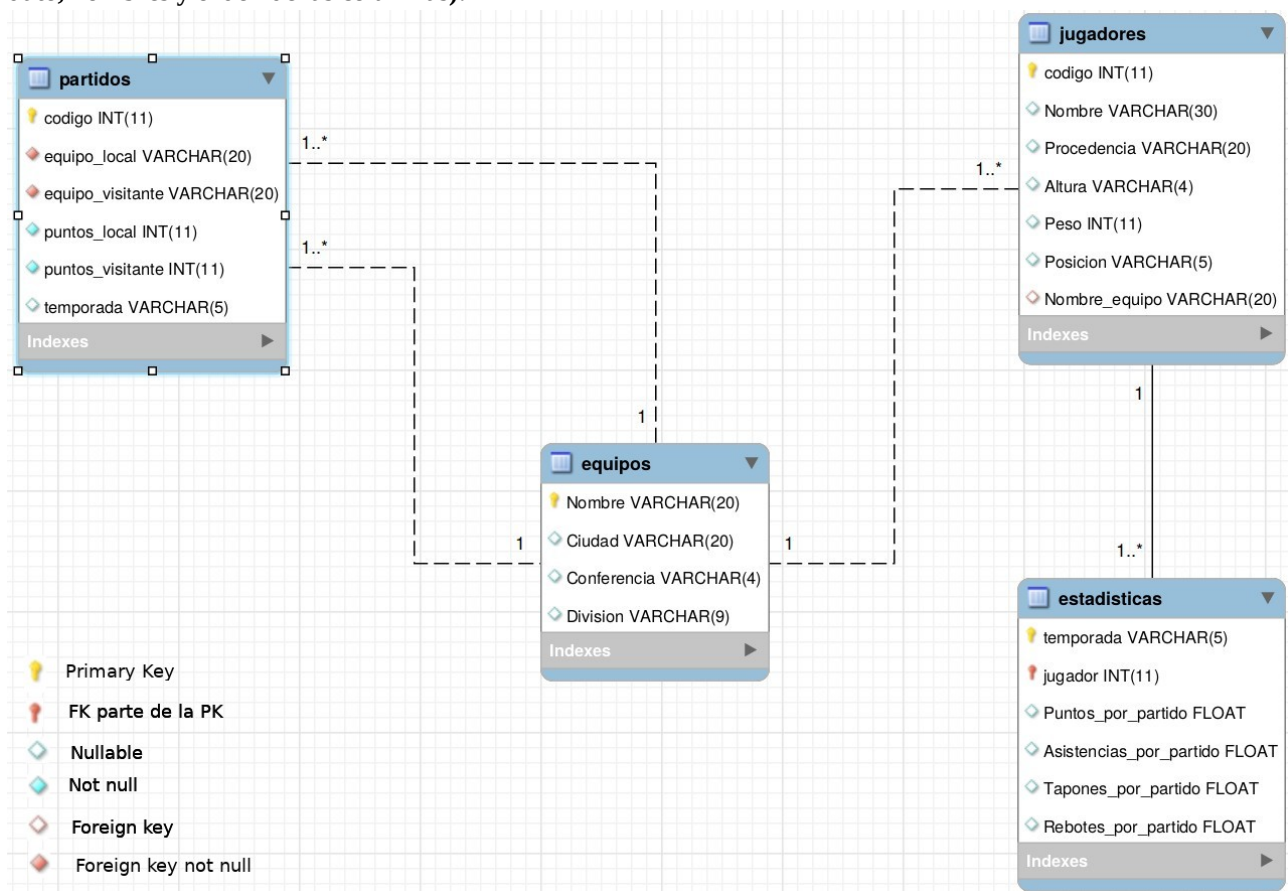 partidos
codigo INT(11)
equipo_local VARCHAR(20)
equipo_visitante VARCHAR(20)
puntos_local INT(11)
puntos_visitante INT(11)
temporada VARCHAR(5)
Indexes
1..*
1..*
1
1
1
1..*
1
1..*
jugadores
codigo INT(11)
Nombre VARCHAR(30)
Procedencia VARCHAR(20)
Altura VARCHAR(4)
Peso INT(11)
Posicion VARCHAR(5)
Nombre_equipo VARCHAR(20)
Indexes
equipos
Nombre VARCHAR(20)
Ciudad VARCHAR(20)
Conferencia VARCHAR(4)
Division VARCHAR(9)
Indexes
estadisticas
temporada VARCHAR(5)
jugador INT(11)
Puntos_por_partido FLOAT
Asistencias_por_partido FLOAT
Tapones_por_partido FLOAT
Rebotes_por_partido FLOAT
Indexes
Primary Key
FK parte de la PK
Nullable
Not null
Foreign key
Foreign key not null